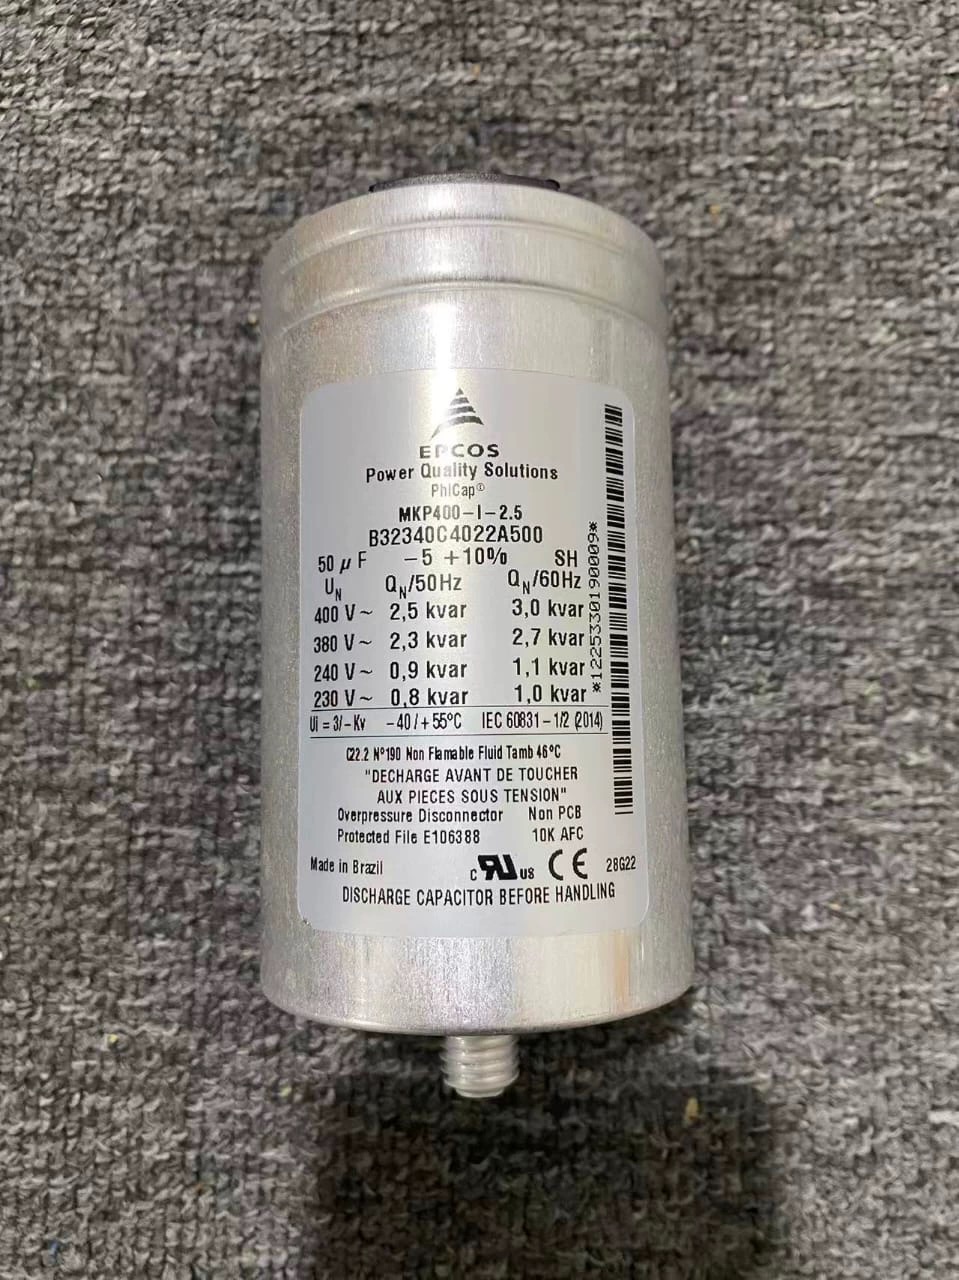 EPCOS
Power Quality Solutions
PhiCap®
MKP400-I-2.5
B32340C4022A500
50 µF -5 +10% SH
UN QN/50Hz QN/60Hz
400 V~ 2,5 kvar 3,0 kvar
380 V~ 2,3 kvar 2,7 kvar
240 V~ 0,9 kvar 1,1 kvar
230 V~ 0,8 kvar 1,0 kvar
Ui = 3/- Kv -40/+55°C IEC 60831-1/2 (2014)
C22.2 N°190 Non Flamable Fluid Tamb 46°C
"DECHARGE AVANT DE TOUCHER
AUX PIECES SOUS TENSION"
Overpressure Disconnector Non PCB
Protected File E106388 10K AFC
Made in Brazil c RU us CE 28G22
DISCHARGE CAPACITOR BEFORE HANDLING
*1225330190009*